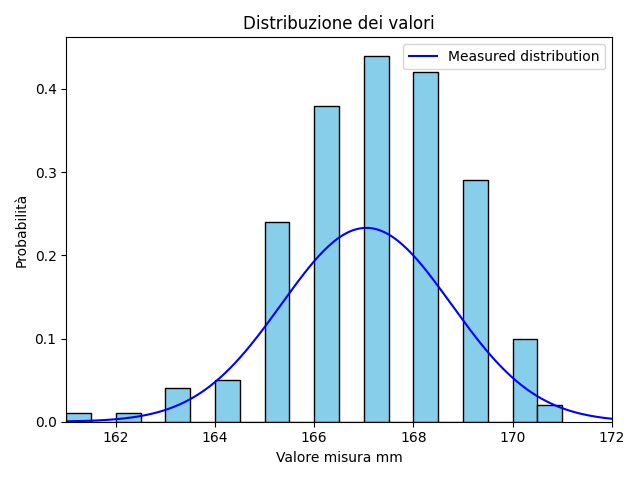 Distribuzione dei valori
Measured distribution
Probabilità
0.4
0.3
0.2
0.1
0.0
162 164 166 168 170 172
Valore misura mm